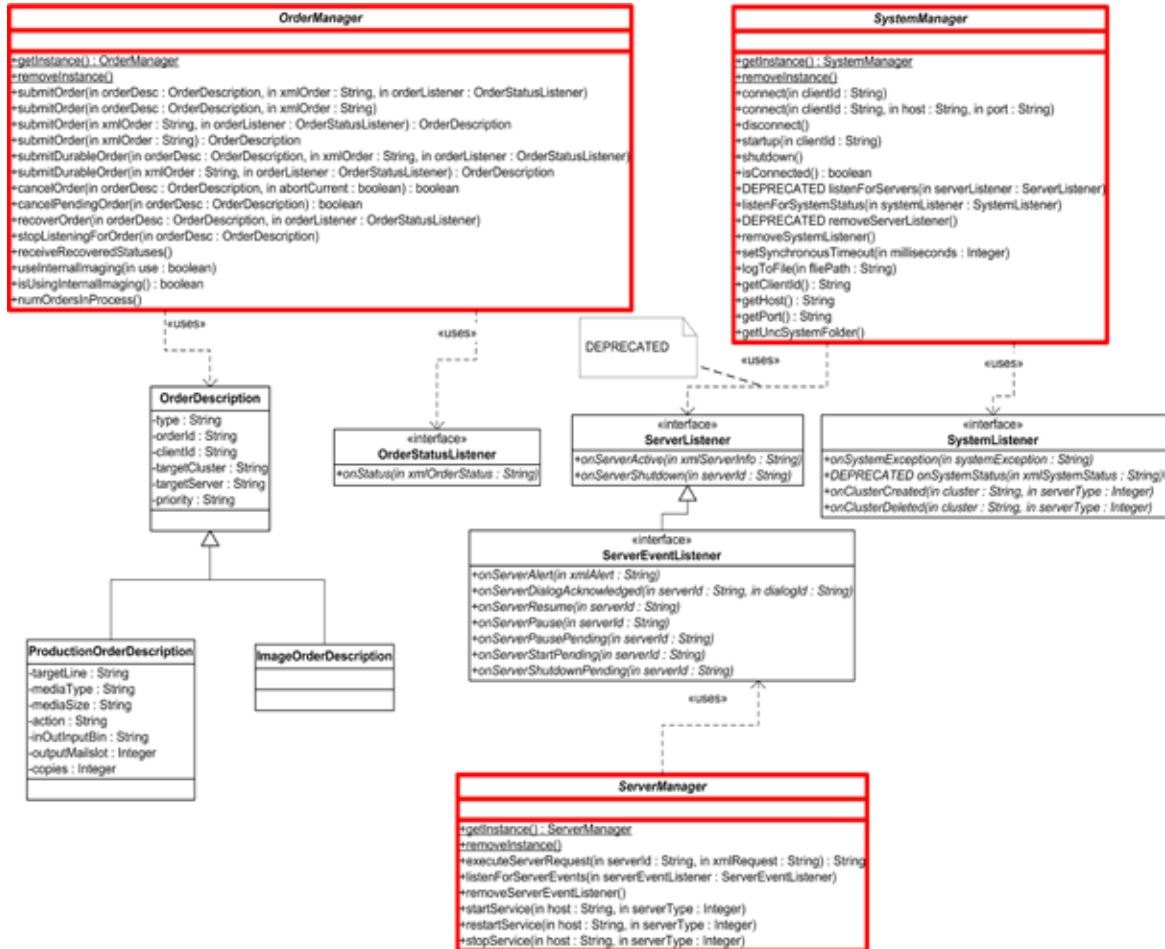 OrderManager
+getInstance() : OrderManager
+removeInstance()
+submitOrder(in orderDesc : OrderDescription, in xmlOrder : String, in orderListener : OrderStatusListener)
+submitOrder(in orderDesc : OrderDescription, in xmlOrder : String)
+submitOrder(in xmlOrder : String, in orderListener : OrderStatusListener) : OrderDescription
+submitOrder(in xmlOrder : String) : OrderDescription
+submitDurableOrder(in orderDesc : OrderDescription, in xmlOrder : String, in orderListener : OrderStatusListener)
+submitDurableOrder(in xmlOrder : String, in orderListener : OrderStatusListener) : OrderDescription
+cancelOrder(in orderDesc : OrderDescription, in abortCurrent : boolean) : boolean
+cancelPendingOrder(in orderDesc : OrderDescription) : boolean
+recoverOrder(in orderDesc : OrderDescription, in orderListener : OrderStatusListener)
+stopListeningForOrder(in orderDesc : OrderDescription)
+receiveRecoveredStatuses()
+useInternalImaging(in use : boolean)
+isUsingInternalImaging() : boolean
+numOrdersInProcess()
SystemManager
+getInstance() : SystemManager
+removeInstance()
+connect(in clientId : String)
+connect(in clientId : String, in host : String, in port : String)
+disconnect()
+startup(in clientId : String)
+shutdown()
+isConnected() : boolean
+DEPRECATED listenForServers(in serverListener : ServerListener)
+listenForSystemStatus(in systemListener : SystemListener)
+DEPRECATED removeServerListener()
+removeSystemListener()
+setSynchronousTimeout(in milliseconds : Integer)
+logToFile(in fliePath : String)
+getClientId() : String
+getHost() : String
+getPort() : String
+getUncSystemFolder()
«uses»
«uses»
DEPRECATED
«uses»
«uses»
OrderDescription
-type : String
-orderId : String
-clientId : String
-targetCluster : String
-targetServer : String
-priority : String
«interface»
OrderStatusListener
+onStatus(in xmlOrderStatus : String)
«interface»
ServerListener
+onServerActive(in xmlServerInfo : String)
+onServerShutdown(in serverId : String)
«interface»
SystemListener
+onSystemException(in systemException : String)
+DEPRECATED onSystemStatus(in xmlSystemStatus : String)
+onClusterCreated(in cluster : String, in serverType : Integer)
+onClusterDeleted(in cluster : String, in serverType : Integer)
«interface»
ServerEventListener
+onServerAlert(in xmlAlert : String)
+onServerDialogAcknowledged(in serverId : String, in dialogId : String)
+onServerResume(in serverId : String)
+onServerPause(in serverId : String)
+onServerPausePending(in serverId : String)
+onServerStartPending(in serverId : String)
+onServerShutdownPending(in serverId : String)
ProductionOrderDescription
-targetLine : String
-mediaType : String
-mediaSize : String
-action : String
-inOutInputBin : String
-outputMailslot : Integer
-copies : Integer
ImageOrderDescription
«uses»
ServerManager
+getInstance() : ServerManager
+removeInstance()
+executeServerRequest(in serverId : String, in xmlRequest : String) : String
+listenForServerEvents(in serverEventListener : ServerEventListener)
+removeServerEventListener()
+startService(in host : String, in serverType : Integer)
+restartService(in host : String, in serverType : Integer)
+stopService(in host : String, in serverType : Integer)